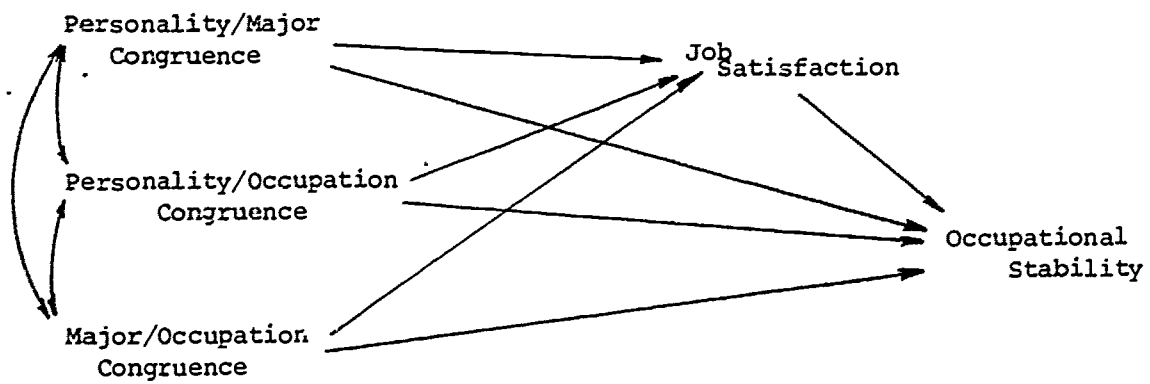 Personality/Major
Congruence
Job
Satisfaction
Personality/Occupation
Congruence
Occupational
Stability
Major/Occupation
Congruence